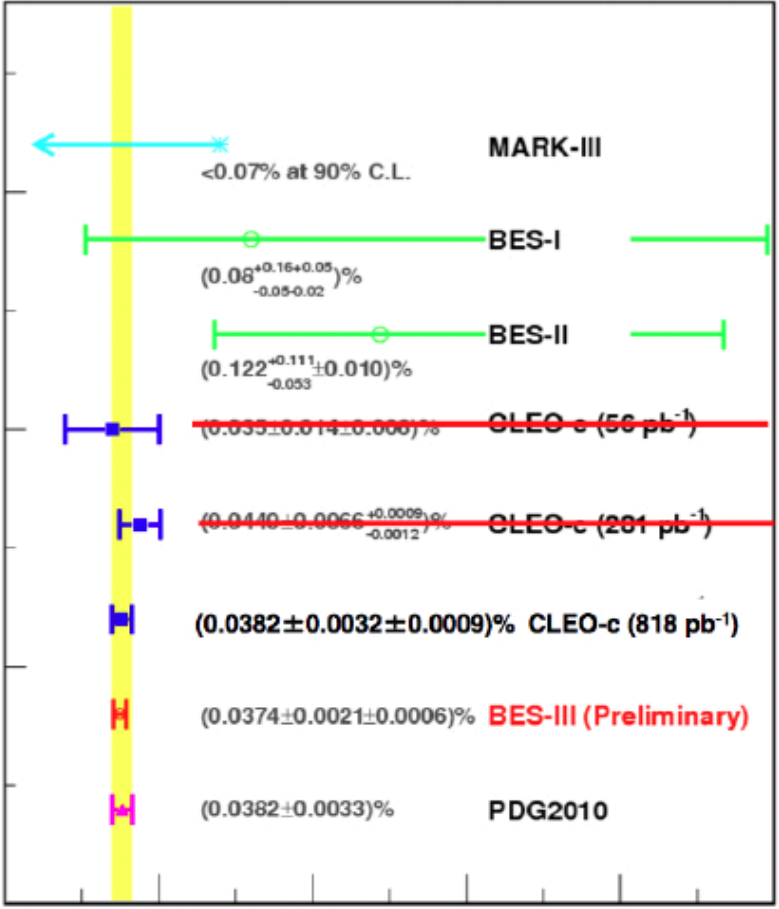 MARK-III
<0.07% at 90% C.L.
BES-I
(0.08+0.16+0.05-0.05-0.02)%
BES-II
(0.122+0.111-0.053±0.010)%
(0.035±0.014±0.006)% CLEO-c (56 pb-1)
(0.0440±0.0066+0.0009-0.0012)% CLEO-c (281 pb-1)
(0.0382±0.0032±0.0009)% CLEO-c (818 pb-1)
(0.0374±0.0021±0.0006)% BES-III (Preliminary)
(0.0382±0.0033)% PDG2010